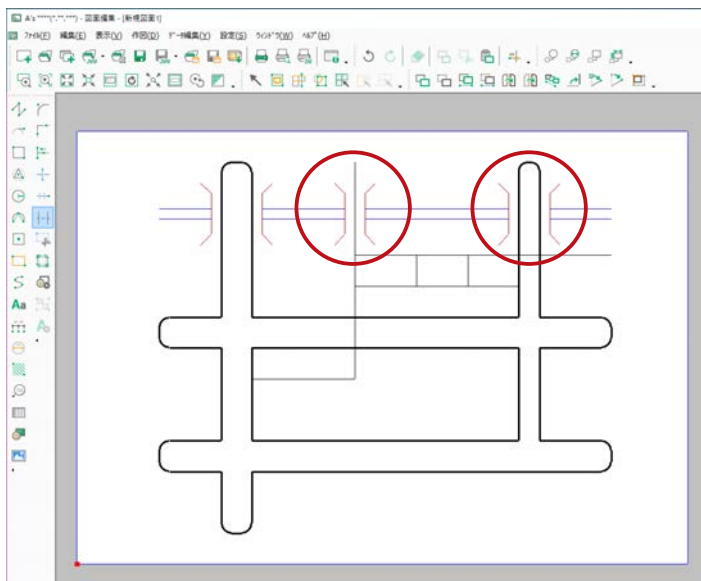 A's ****(*.**,***) - 図面編集 - [新規図面1]
ファイル(F) 編集(E) 表示(V) 作図(D) データ編集(Y) 設定(S) ウィンドウ(W) ヘルプ(H)
Aa